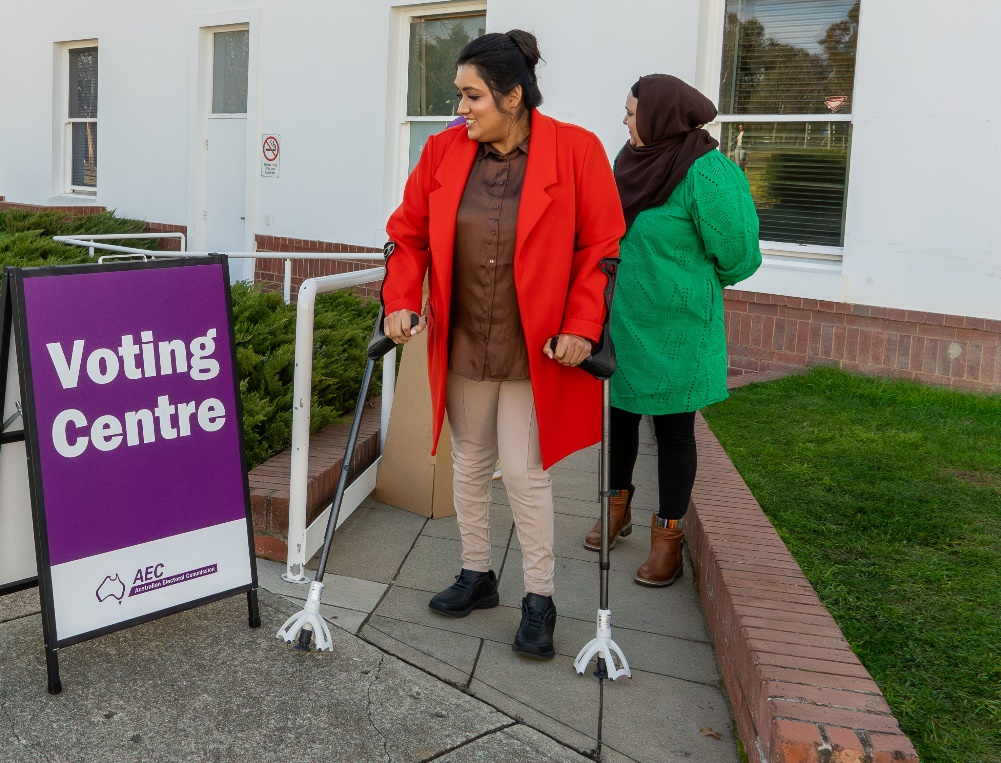 Voting
Centre
AEC
Australian Electoral Commission